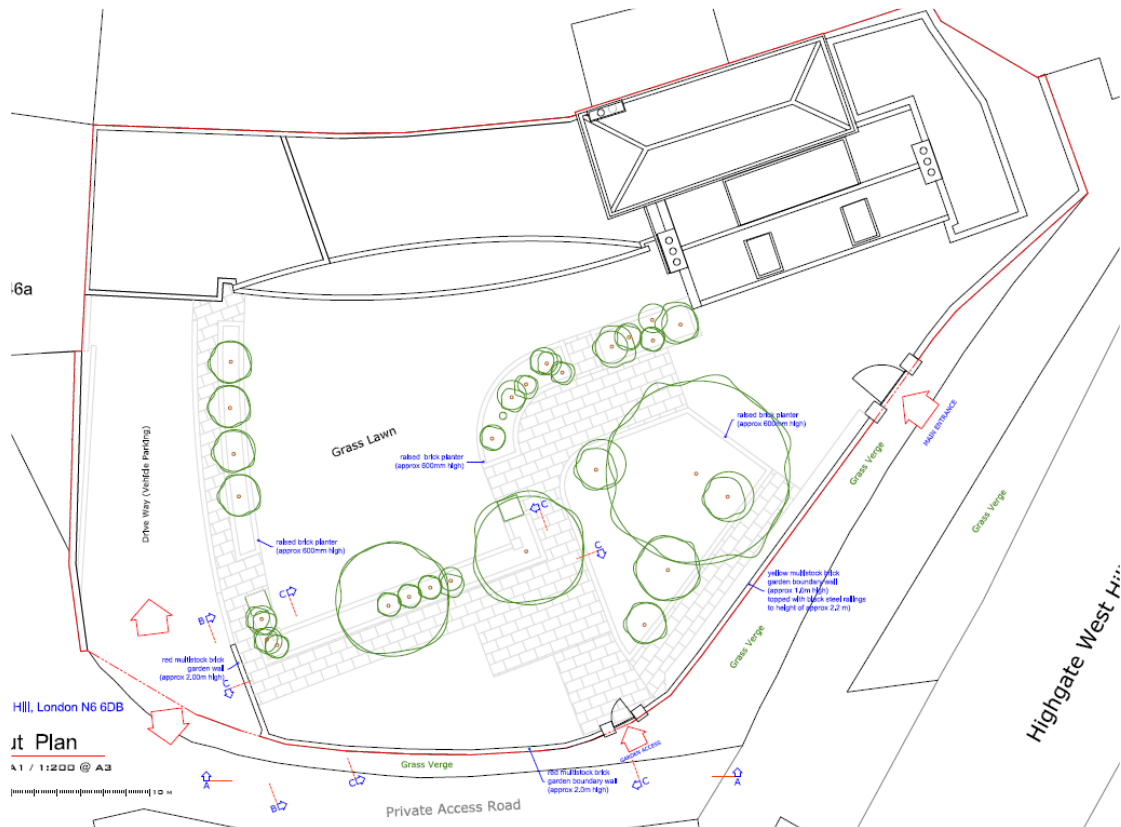 46a
Drive Way (Vehicle Parking)
Grass Lawn
raised brick planter
(approx 600mm high)
raised brick planter
(approx 600mm high)
raised brick planter
(approx 600mm high)
MAIN ENTRANCE
Grass Verge
Grass Verge
Grass Verge
yellow multistock brick
garden boundary wall
(approx 1.0m high)
topped with black steel railings
to height of approx 2.2 m)
Highgate West Hill
C
C
C
B
C
red multistock brick
garden wall
(approx 2.00m high)
Hill, London N6 6DB
ut Plan
A1 / 1:200 @ A3
10 M
Grass Verge
GARDEN ACCESS
red multistock brick
garden boundary wall
(approx 2.0m high)
A
B
C
C
A
Private Access Road